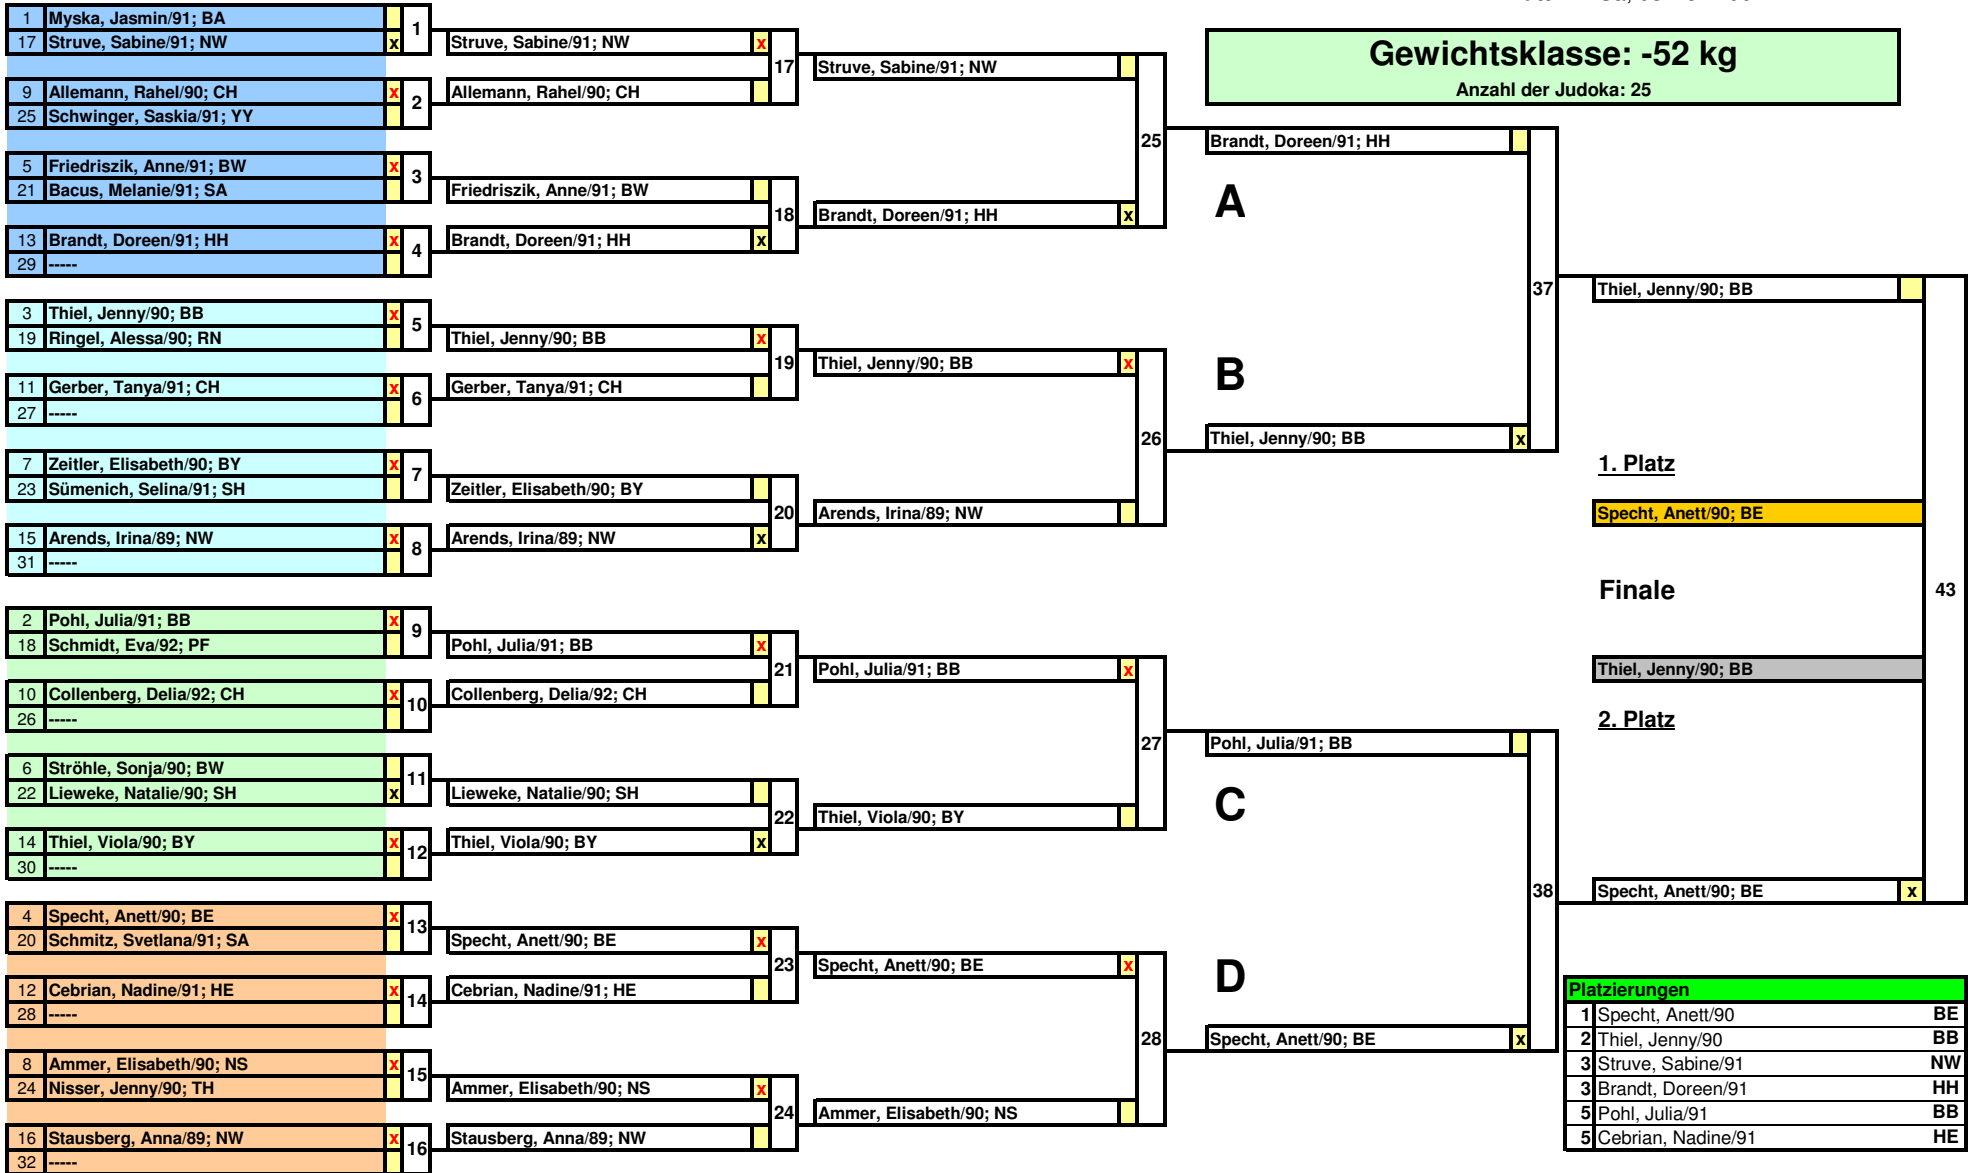 Gewichtsklasse: -52 kg
Anzahl der Judoka: 25
1 Myska, Jasmin/91; BA
17 Struve, Sabine/91; NW x
1
9 Allemann, Rahel/90; CH x
25 Schwinger, Saskia/91; YY
2
5 Friedriszik, Anne/91; BW x
21 Bacus, Melanie/91; SA
3
13 Brandt, Doreen/91; HH x
29 -----
4
3 Thiel, Jenny/90; BB x
19 Ringel, Alessa/90; RN
5
11 Gerber, Tanya/91; CH x
27 -----
6
7 Zeitler, Elisabeth/90; BY x
23 Sümenich, Selina/91; SH
7
15 Arends, Irina/89; NW x
31 -----
8
2 Pohl, Julia/91; BB x
18 Schmidt, Eva/92; PF
9
10 Collenberg, Delia/92; CH x
26 -----
10
6 Ströhle, Sonja/90; BW
22 Lieweke, Natalie/90; SH x
11
14 Thiel, Viola/90; BY x
30 -----
12
4 Specht, Anett/90; BE x
20 Schmitz, Svetlana/91; SA
13
12 Cebrian, Nadine/91; HE x
28 -----
14
8 Ammer, Elisabeth/90; NS x
24 Nisser, Jenny/90; TH
15
16 Stausberg, Anna/89; NW x
32 -----
16
Struve, Sabine/91; NW x
Allemann, Rahel/90; CH
17
Friedriszik, Anne/91; BW
Brandt, Doreen/91; HH x
18
Thiel, Jenny/90; BB x
Gerber, Tanya/91; CH
19
Zeitler, Elisabeth/90; BY
Arends, Irina/89; NW x
20
Pohl, Julia/91; BB x
Collenberg, Delia/92; CH
21
Lieweke, Natalie/90; SH
Thiel, Viola/90; BY x
22
Specht, Anett/90; BE x
Cebrian, Nadine/91; HE
23
Ammer, Elisabeth/90; NS x
Stausberg, Anna/89; NW
24
Struve, Sabine/91; NW
Brandt, Doreen/91; HH x
25
Thiel, Jenny/90; BB x
Arends, Irina/89; NW
26
Pohl, Julia/91; BB x
Thiel, Viola/90; BY
27
Specht, Anett/90; BE x
Ammer, Elisabeth/90; NS
28
Brandt, Doreen/91; HH
A
B
Thiel, Jenny/90; BB x
37
Pohl, Julia/91; BB
C
D
Specht, Anett/90; BE x
38
Thiel, Jenny/90; BB
1. Platz
Specht, Anett/90; BE
Finale
43
Thiel, Jenny/90; BB
2. Platz
Specht, Anett/90; BE x
Platzierungen
1 Specht, Anett/90 BE
2 Thiel, Jenny/90 BB
3 Struve, Sabine/91 NW
3 Brandt, Doreen/91 HH
5 Pohl, Julia/91 BB
5 Cebrian, Nadine/91 HE